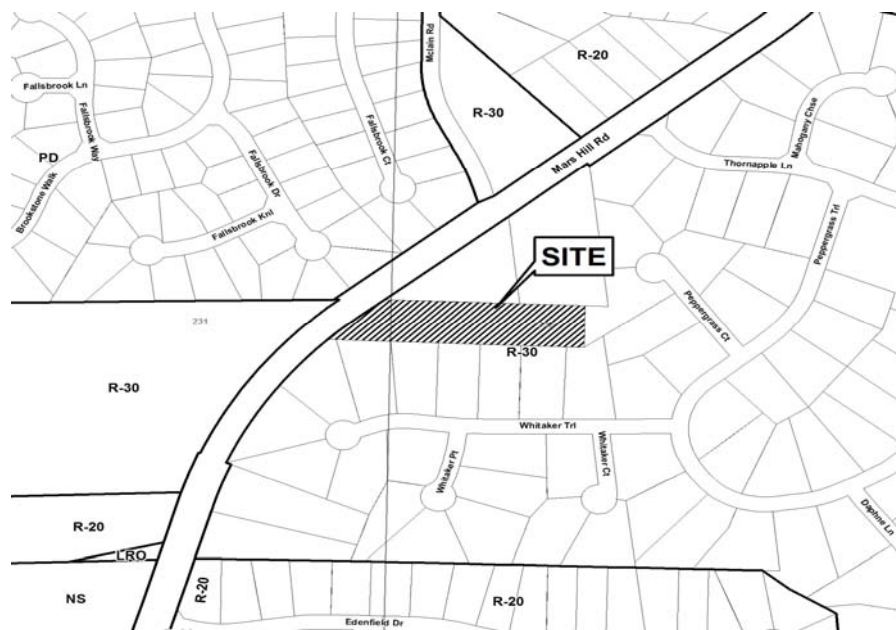 Mclain Rd
R-20
Fallsbrook Ln
Mahogany Chse
R-30
Fallsbrook Way
Fallsbrook Ct
Mars Hill Rd
PD
Thornapple Ln
Fallsbrook Dr
Brookstone Walk
Peppergrass Trl
Fallsbrook Knl
SITE
Peppergrass Ct
231
R-30
R-30
Whitaker Trl
Whitaker Pt
Whitaker Ct
Daphne Ln
R-20
LRO
NS
R-20
R-20
Edenfield Dr